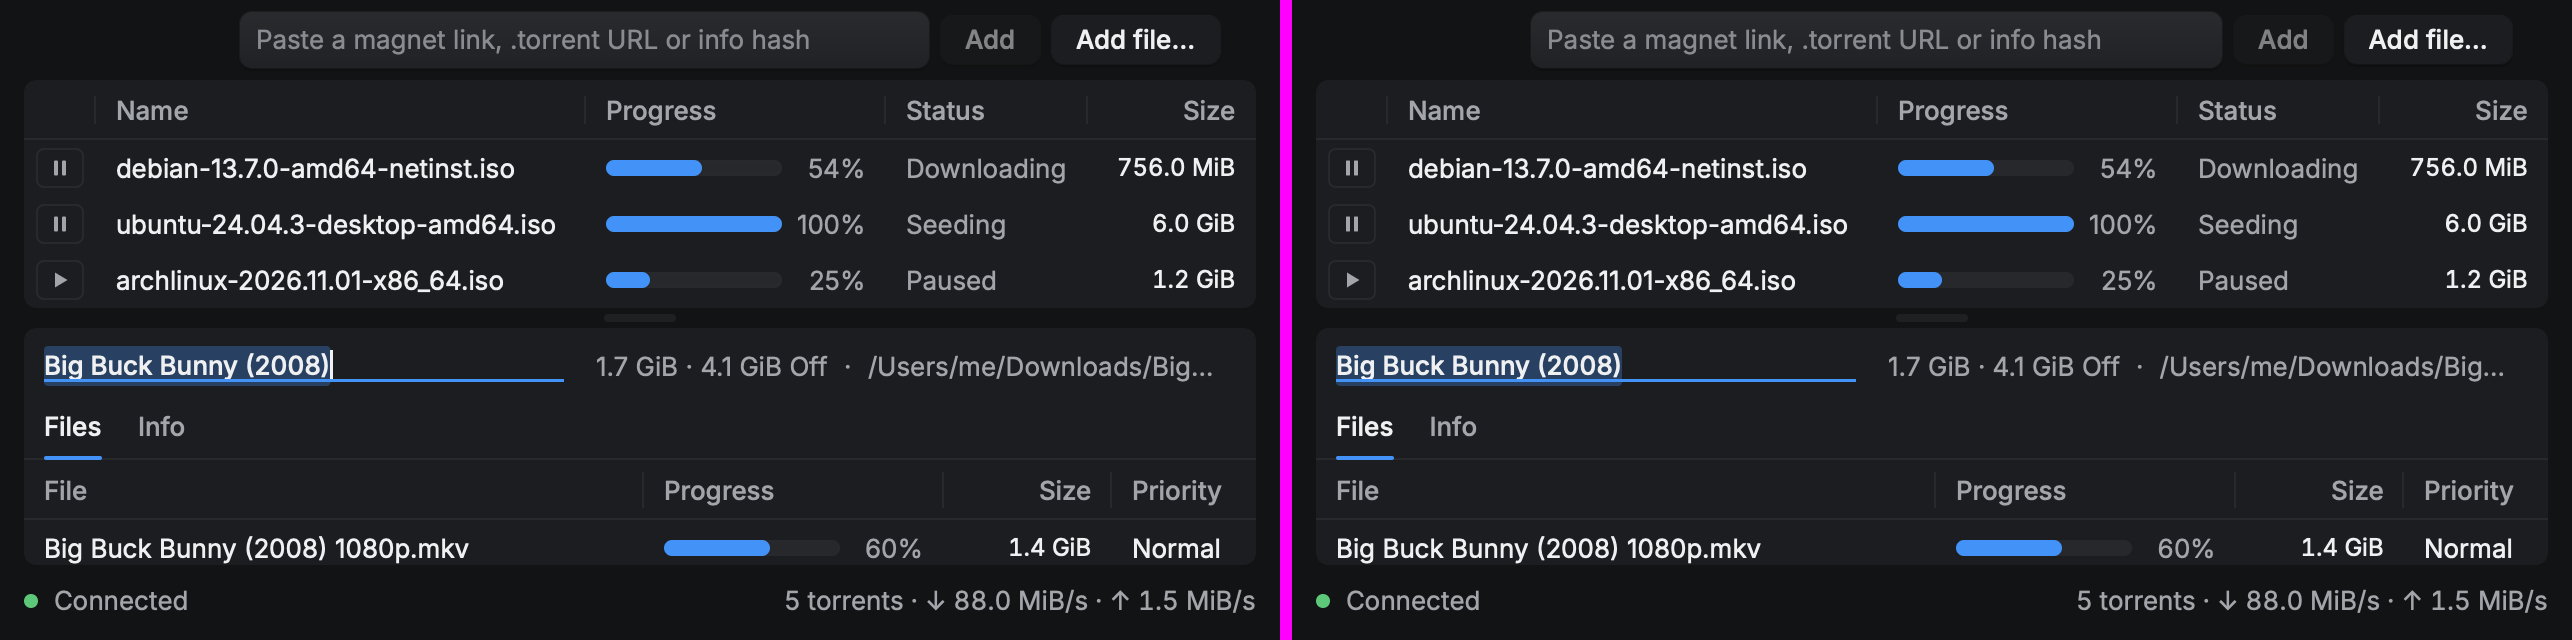 Paste a magnet link, .torrent URL or info hash Add Add file...
Name Progress Status Size
debian-13.7.0-amd64-netinst.iso 54% Downloading 756.0 MiB
ubuntu-24.04.3-desktop-amd64.iso 100% Seeding 6.0 GiB
archlinux-2026.11.01-x86_64.iso 25% Paused 1.2 GiB
Big Buck Bunny (2008) 1.7 GiB · 4.1 GiB Off · /Users/me/Downloads/Big...
Files Info
File Progress Size Priority
Big Buck Bunny (2008) 1080p.mkv 60% 1.4 GiB Normal
Connected 5 torrents · ↓ 88.0 MiB/s · ↑ 1.5 MiB/s
Paste a magnet link, .torrent URL or info hash Add Add file...
Name Progress Status Size
debian-13.7.0-amd64-netinst.iso 54% Downloading 756.0 MiB
ubuntu-24.04.3-desktop-amd64.iso 100% Seeding 6.0 GiB
archlinux-2026.11.01-x86_64.iso 25% Paused 1.2 GiB
Big Buck Bunny (2008) 1.7 GiB · 4.1 GiB Off · /Users/me/Downloads/Big...
Files Info
File Progress Size Priority
Big Buck Bunny (2008) 1080p.mkv 60% 1.4 GiB Normal
Connected 5 torrents · ↓ 88.0 MiB/s · ↑ 1.5 MiB/s